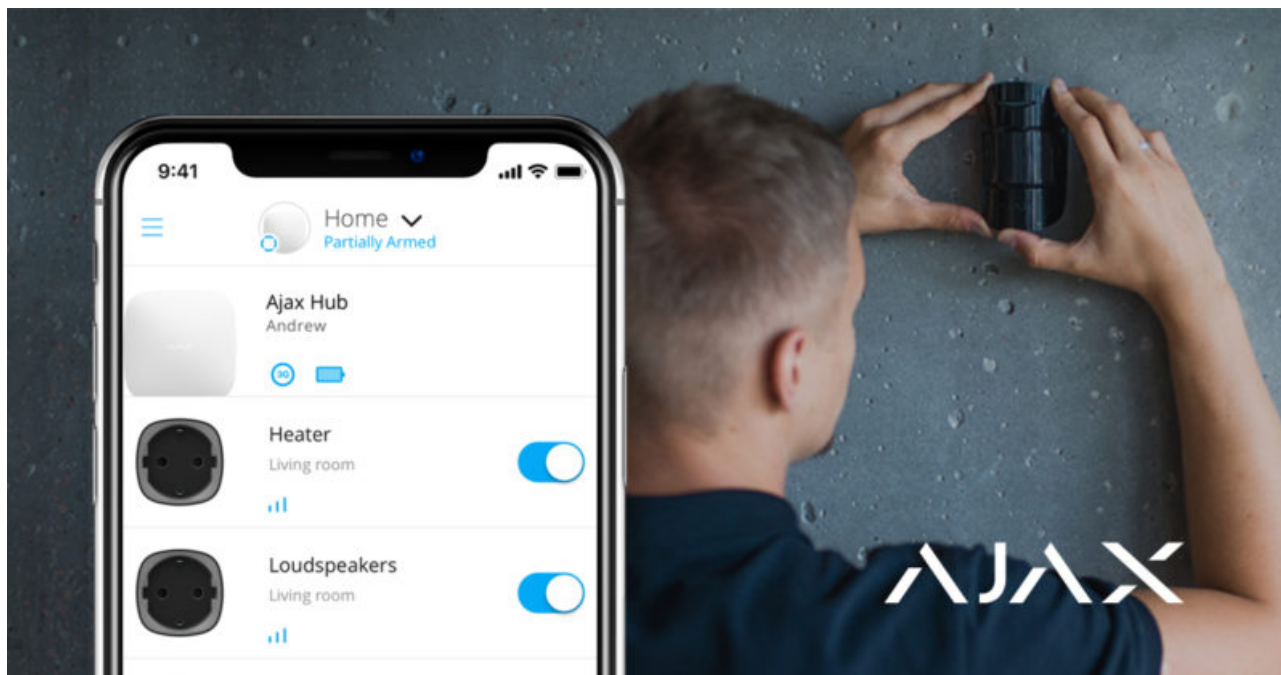 9:41
Home
Partially Armed
Ajax Hub
Andrew
3G
Heater
Living room
Loudspeakers
Living room
AJAX